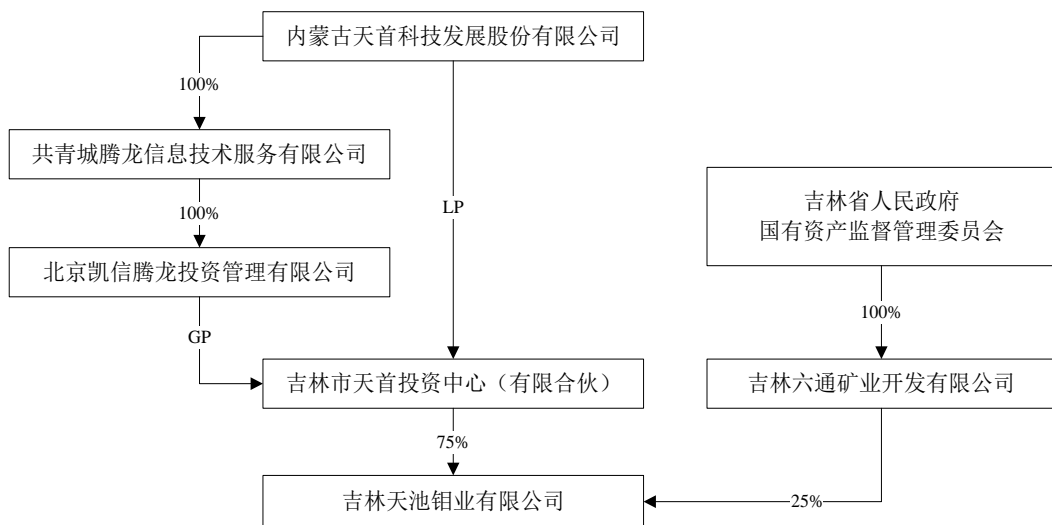 内蒙古天首科技发展股份有限公司
100%
共青城腾龙信息技术服务有限公司
100%
LP
吉林省人民政府
国有资产监督管理委员会
北京凯信腾龙投资管理有限公司
GP
100%
吉林市天首投资中心（有限合伙）
吉林六通矿业开发有限公司
75%
吉林天池钼业有限公司
25%